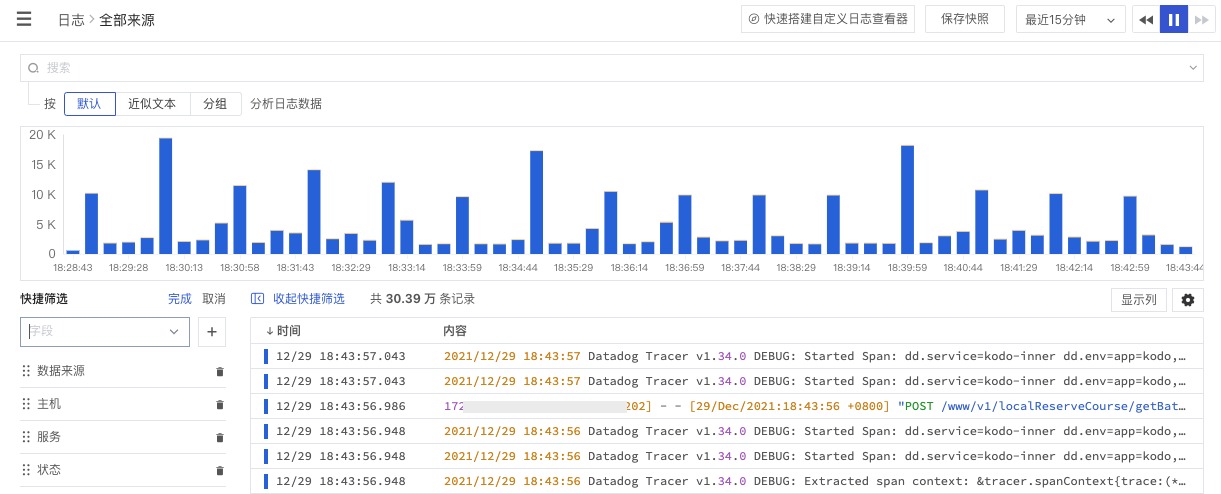 日志 > 全部来源
快速搭建自定义日志查看器
保存快照
最近15分钟
搜索
按 默认 近似文本 分组 分析日志数据
20 K
15 K
10 K
5 K
0
18:28:43 18:29:28 18:30:13 18:30:58 18:31:43 18:32:29 18:33:14 18:33:59 18:34:44 18:35:29 18:36:14 18:36:59 18:37:44 18:38:29 18:39:14 18:39:59 18:40:44 18:41:29 18:42:14 18:42:59 18:43:44
快捷筛选 完成 取消
收起快捷筛选 共 30.39 万 条记录
显示列
字段
数据来源
主机
服务
状态
↓时间 内容
12/29 18:43:57.043 2021/12/29 18:43:57 Datadog Tracer v1.34.0 DEBUG: Started Span: dd.service=kodo-inner dd.env=app=kodo,…
12/29 18:43:57.043 2021/12/29 18:43:57 Datadog Tracer v1.34.0 DEBUG: Started Span: dd.service=kodo-inner dd.env=app=kodo,…
12/29 18:43:56.986 172 202] - - [29/Dec/2021:18:43:56 +0800] "POST /www/v1/localReserveCourse/getBat…
12/29 18:43:56.948 2021/12/29 18:43:56 Datadog Tracer v1.34.0 DEBUG: Started Span: dd.service=kodo-inner dd.env=app=kodo,…
12/29 18:43:56.948 2021/12/29 18:43:56 Datadog Tracer v1.34.0 DEBUG: Started Span: dd.service=kodo-inner dd.env=app=kodo,…
12/29 18:43:56.948 2021/12/29 18:43:56 Datadog Tracer v1.34.0 DEBUG: Extracted span context: &tracer.spanContext{trace:(*…